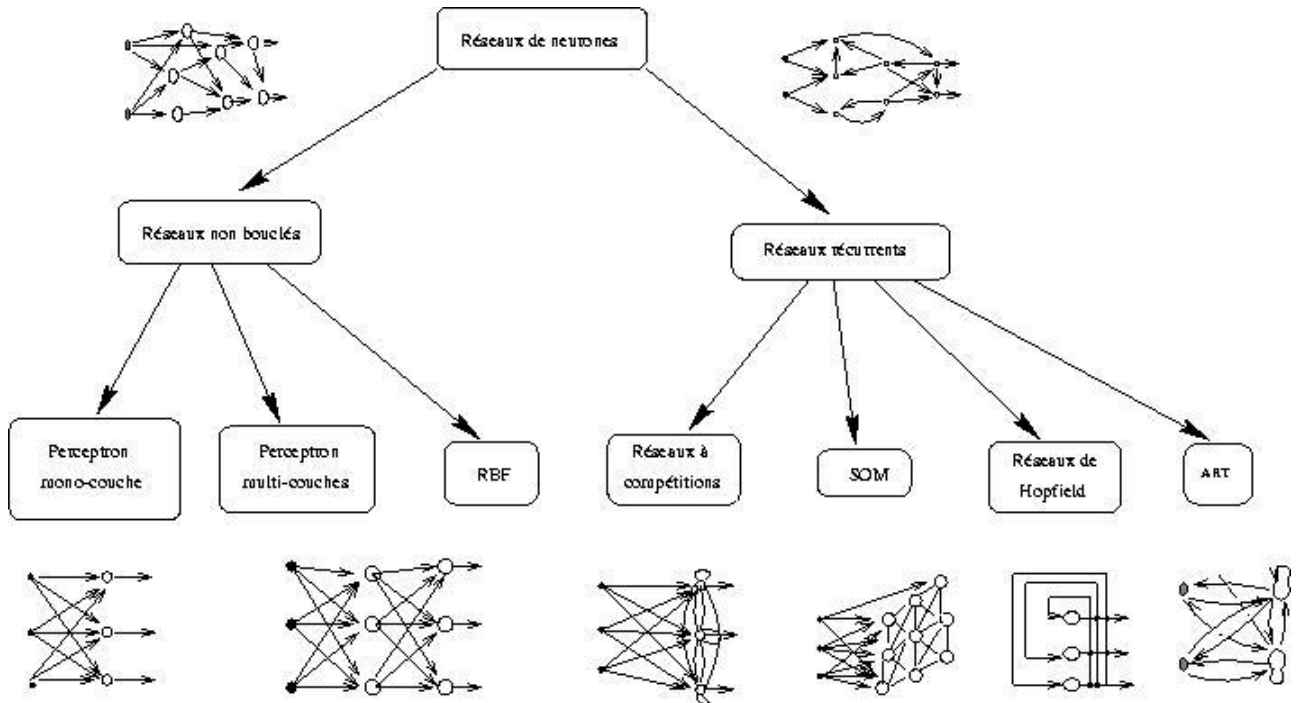 Réseaux de neurones
Réseaux non bouclés
Réseaux récurrents
Perceptron
mono-couche
Perceptron
multi-couches
RBF
Réseaux à
compétitions
SOM
Réseaux de
Hopfield
ART